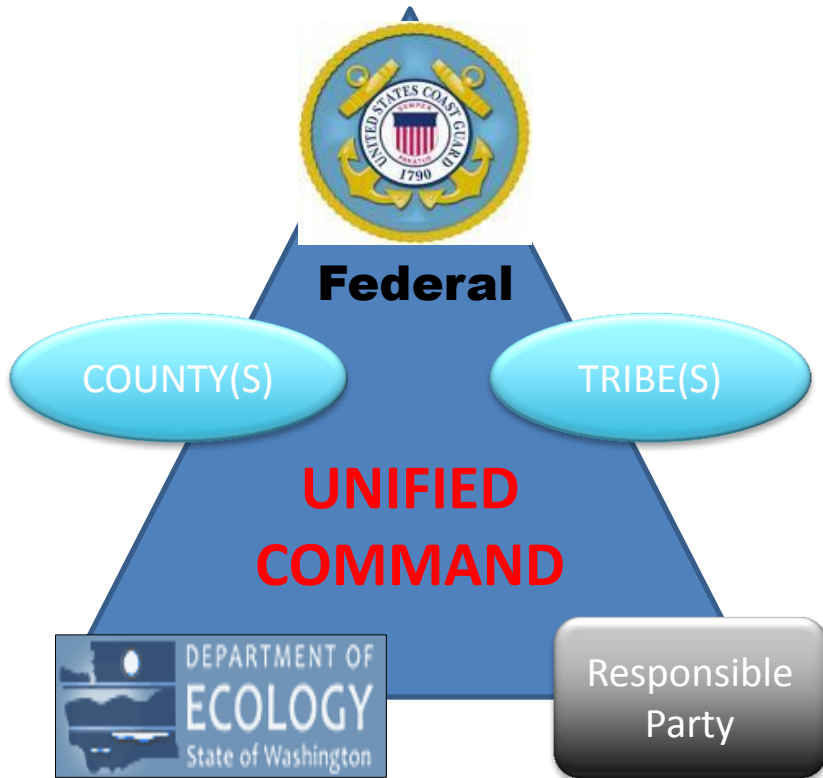 UNITED STATES COAST GUARD
SEMPER
PARATUS
1790
Federal
COUNTY(S)
TRIBE(S)
UNIFIED
COMMAND
DEPARTMENT OF
ECOLOGY
State of Washington
Responsible
Party